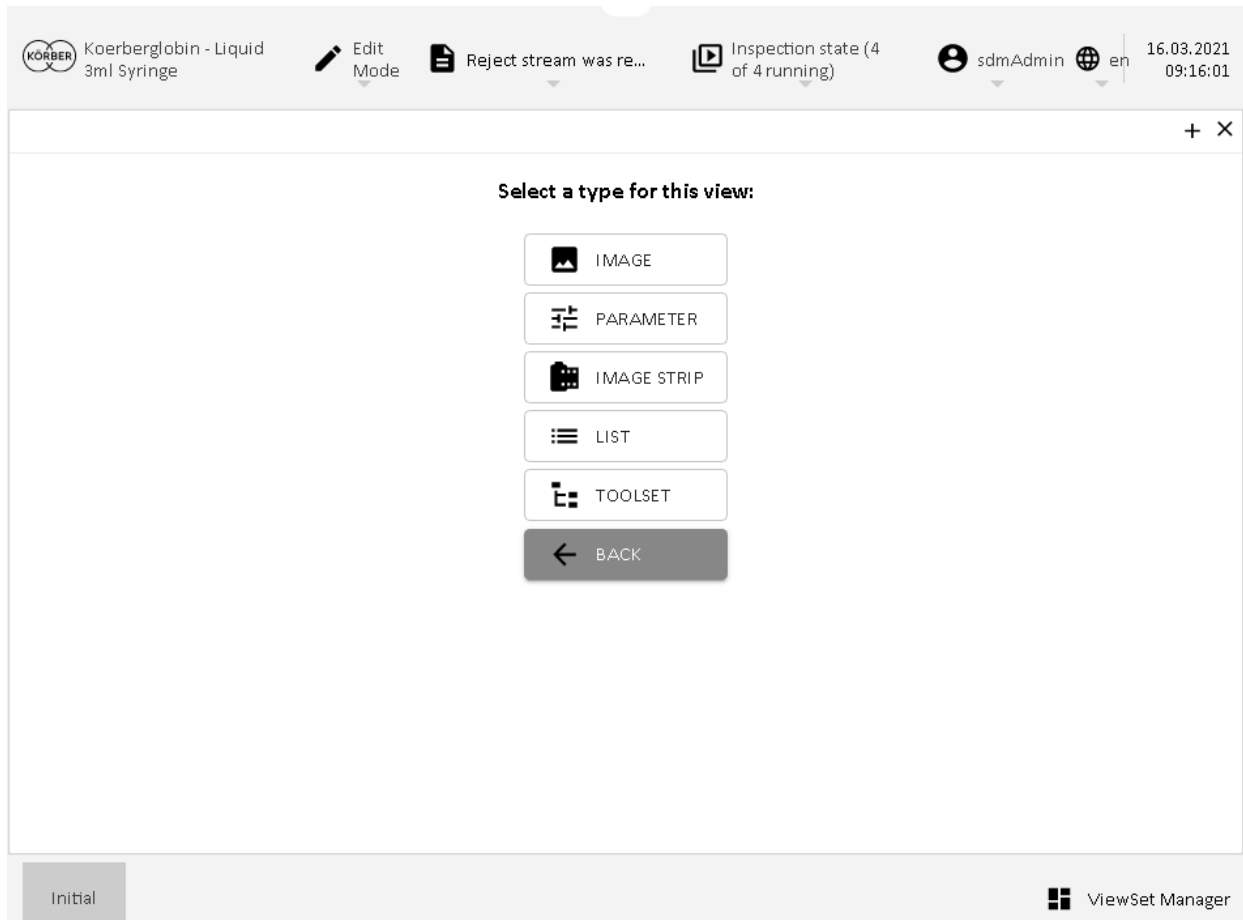 KÖRBER
Koerberglobin - Liquid
3ml Syringe
Edit
Mode
Reject stream was re...
Inspection state (4
of 4 running)
sdmAdmin
en
16.03.2021
09:16:01
+ ×
Select a type for this view:
IMAGE
PARAMETER
IMAGE STRIP
LIST
TOOLSET
BACK
Initial
ViewSet Manager